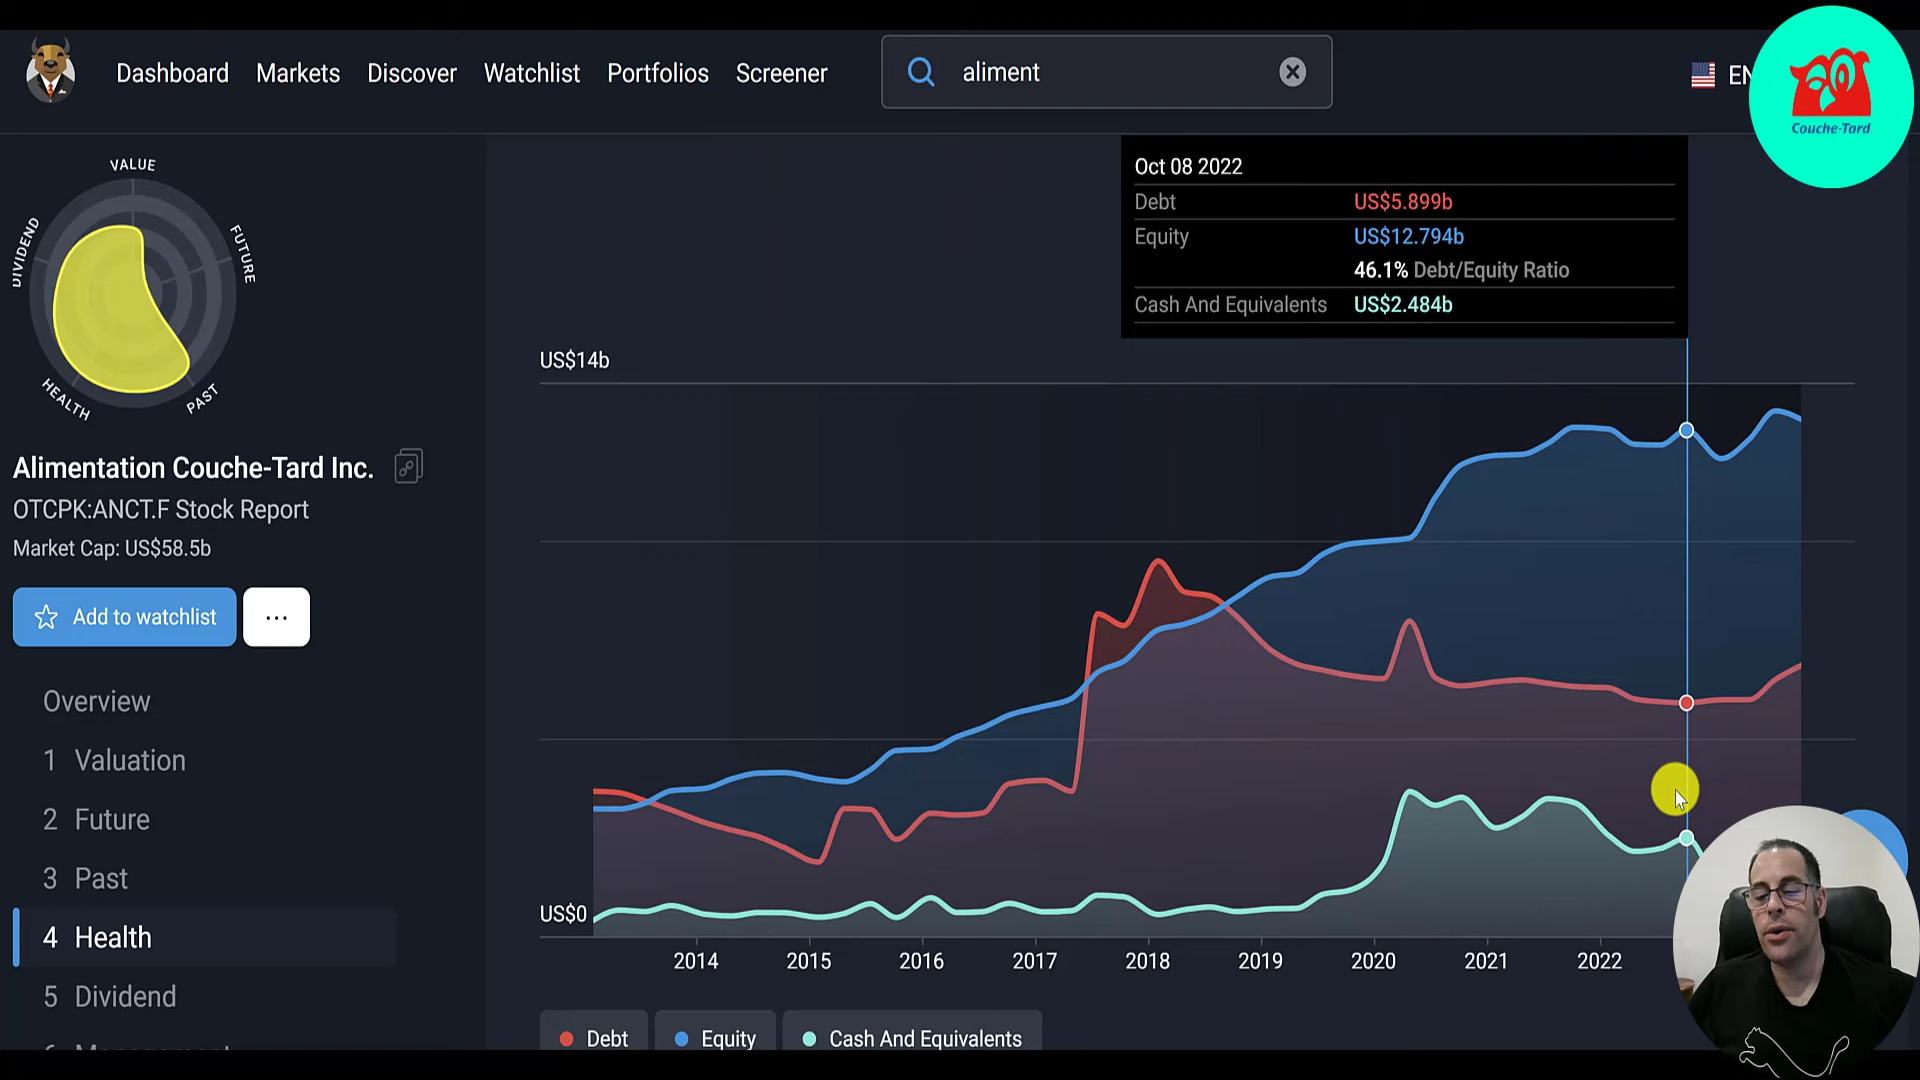 Dashboard Markets Discover Watchlist Portfolios Screener
aliment
EN
Couche-Tard
VALUE
FUTURE
PAST
HEALTH
DIVIDEND
Alimentation Couche-Tard Inc.
OTCPK:ANCT.F Stock Report
Market Cap: US$58.5b
Add to watchlist
...
Overview
1 Valuation
2 Future
3 Past
4 Health
5 Dividend
Oct 08 2022
Debt US$5.899b
Equity US$12.794b
46.1% Debt/Equity Ratio
Cash And Equivalents US$2.484b
US$14b
US$0
2014 2015 2016 2017 2018 2019 2020 2021 2022
Debt Equity Cash And Equivalents